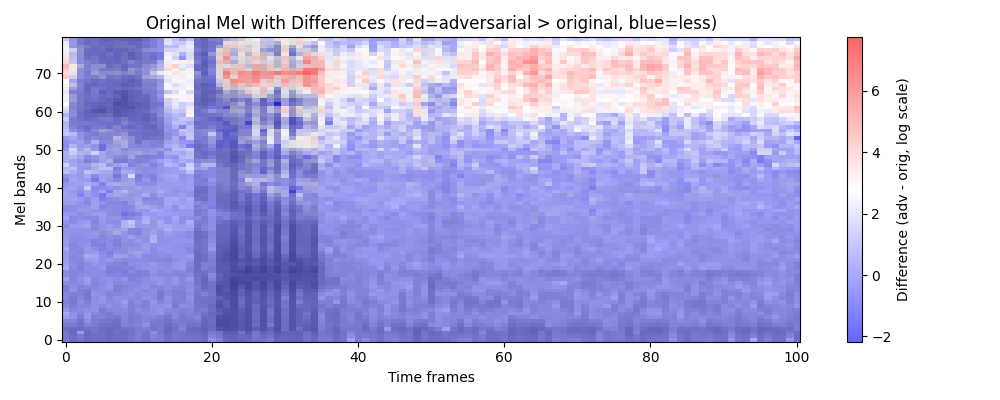 Original Mel with Differences (red=adversarial > original, blue=less)
Mel bands
70
60
50
40
30
20
10
0
0 20 40 60 80 100
Time frames
6
4
2
0
−2
Difference (adv - orig, log scale)